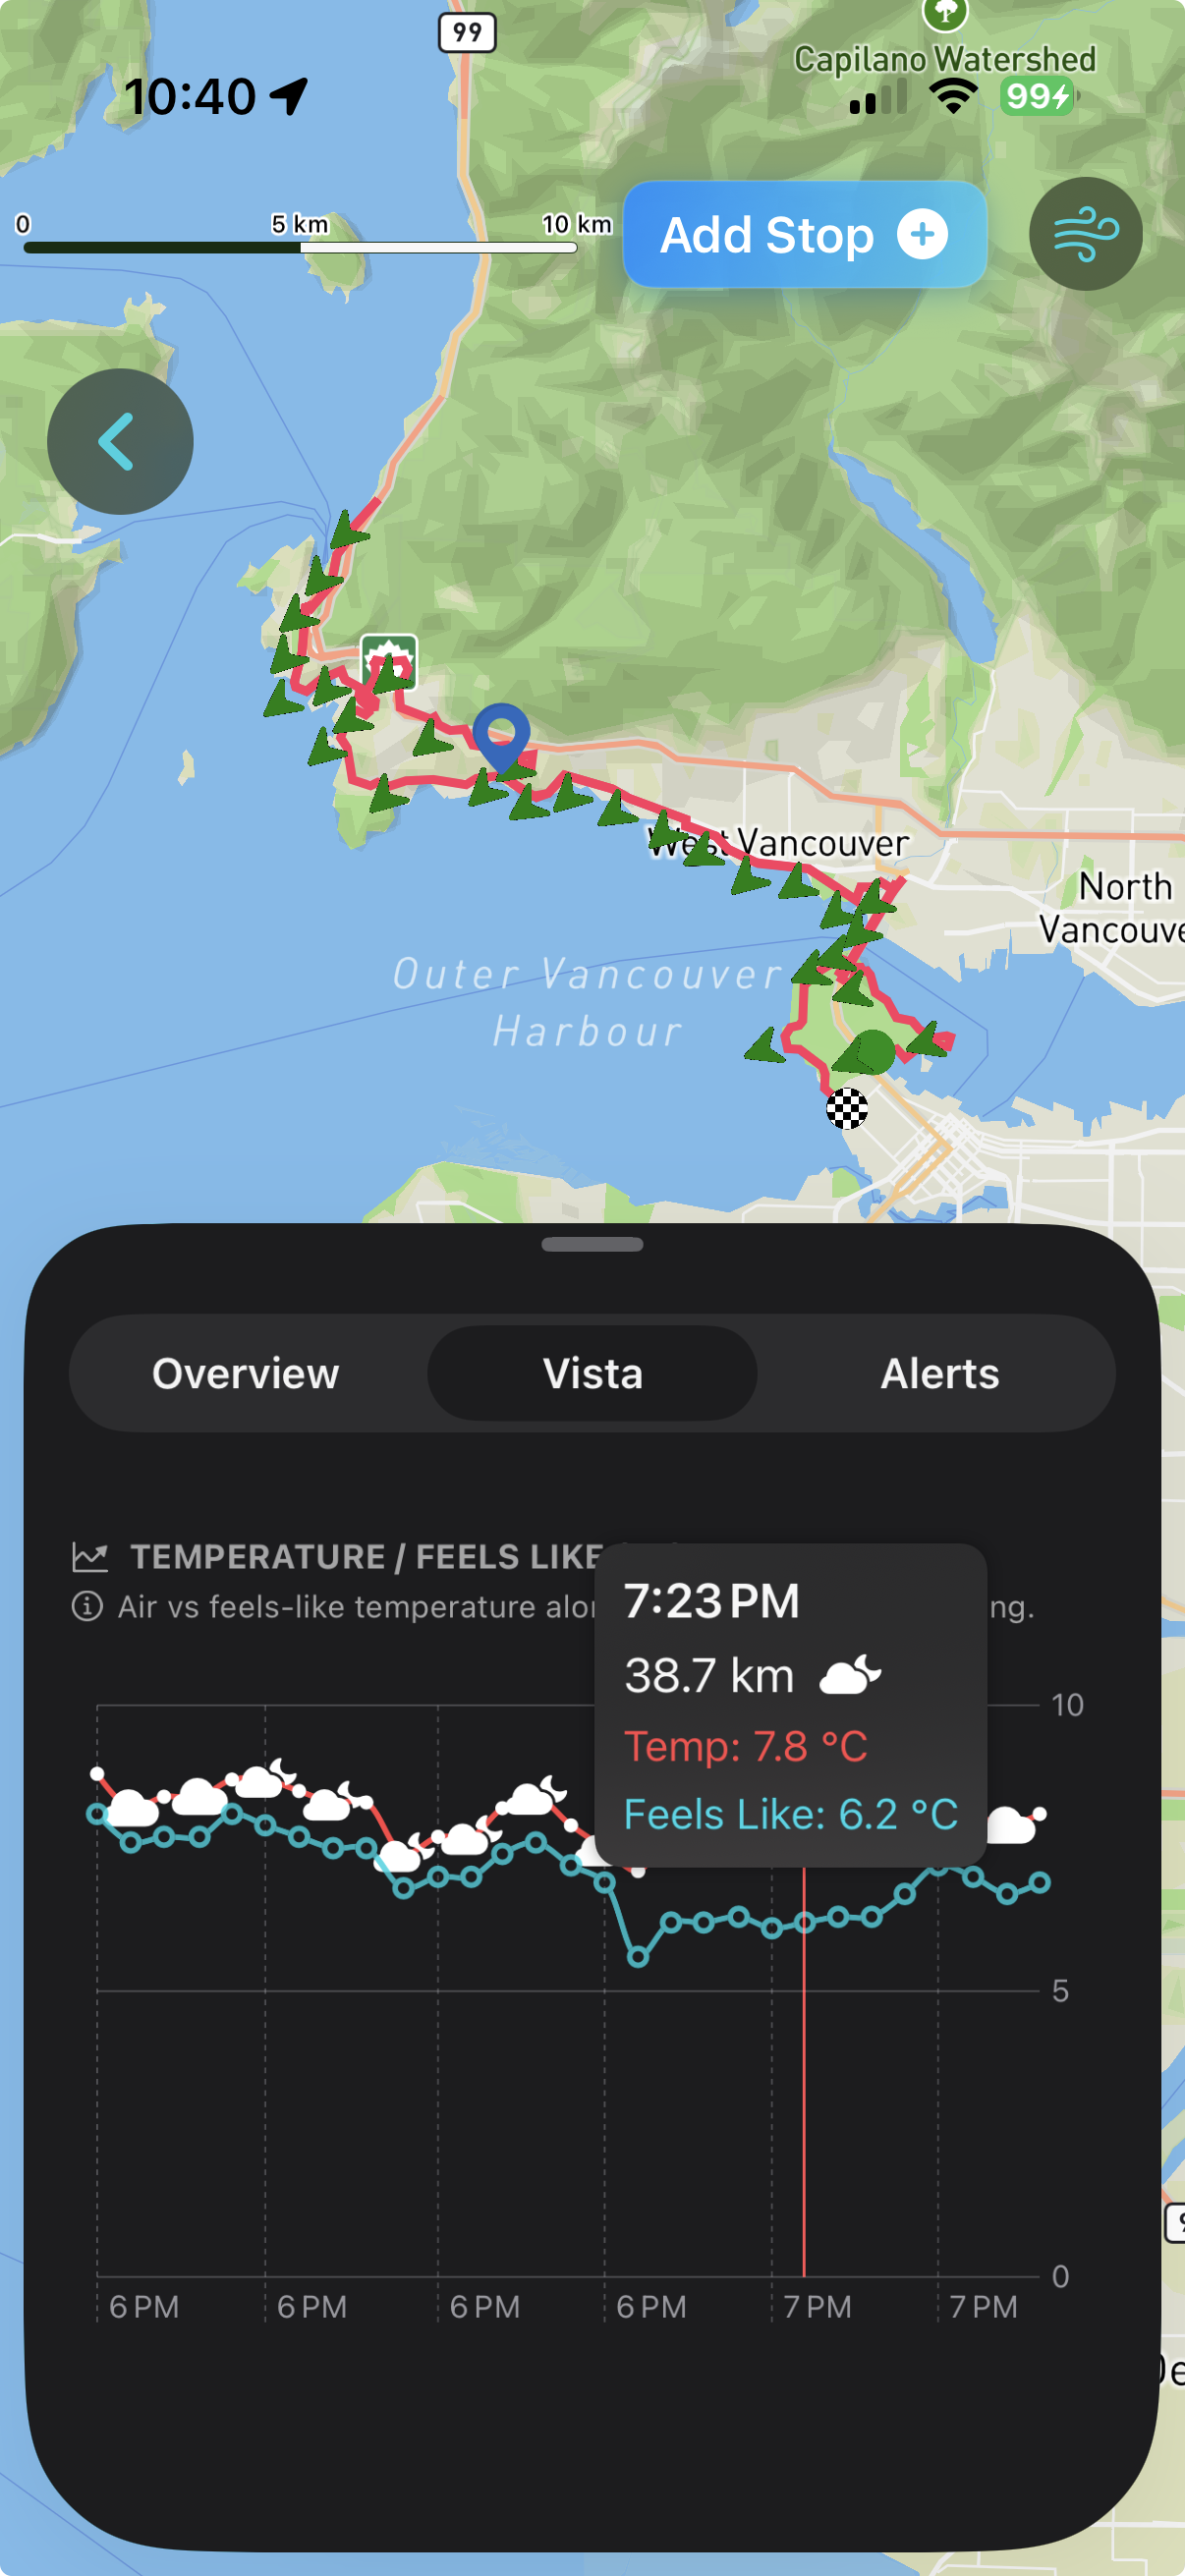 99
Capilano Watershed
10:40
99
0
5 km
10 km
Add Stop
West Vancouver
North
Vancouve
Outer Vancouver
Harbour
Overview
Vista
Alerts
TEMPERATURE / FEELS LIKE
Air vs feels-like temperature alon
ng.
7:23 PM
38.7 km
Temp: 7.8 °C
Feels Like: 6.2 °C
10
5
0
6 PM
6 PM
6 PM
6 PM
7 PM
7 PM